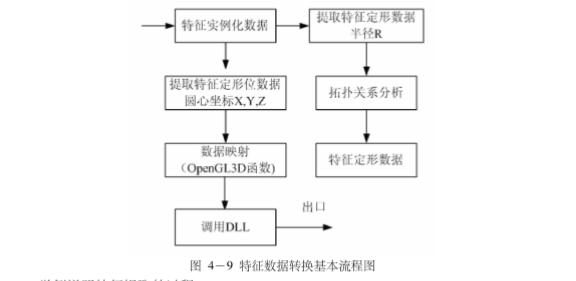 特征实例化数据
提取特征定形数据
半径R
提取特征定形位数据
圆心坐标X,Y,Z
拓扑关系分析
数据映射
（OpenGL3D函数)
特征定形数据
调用DLL
出口
图 4－9 特征数据转换基本流程图